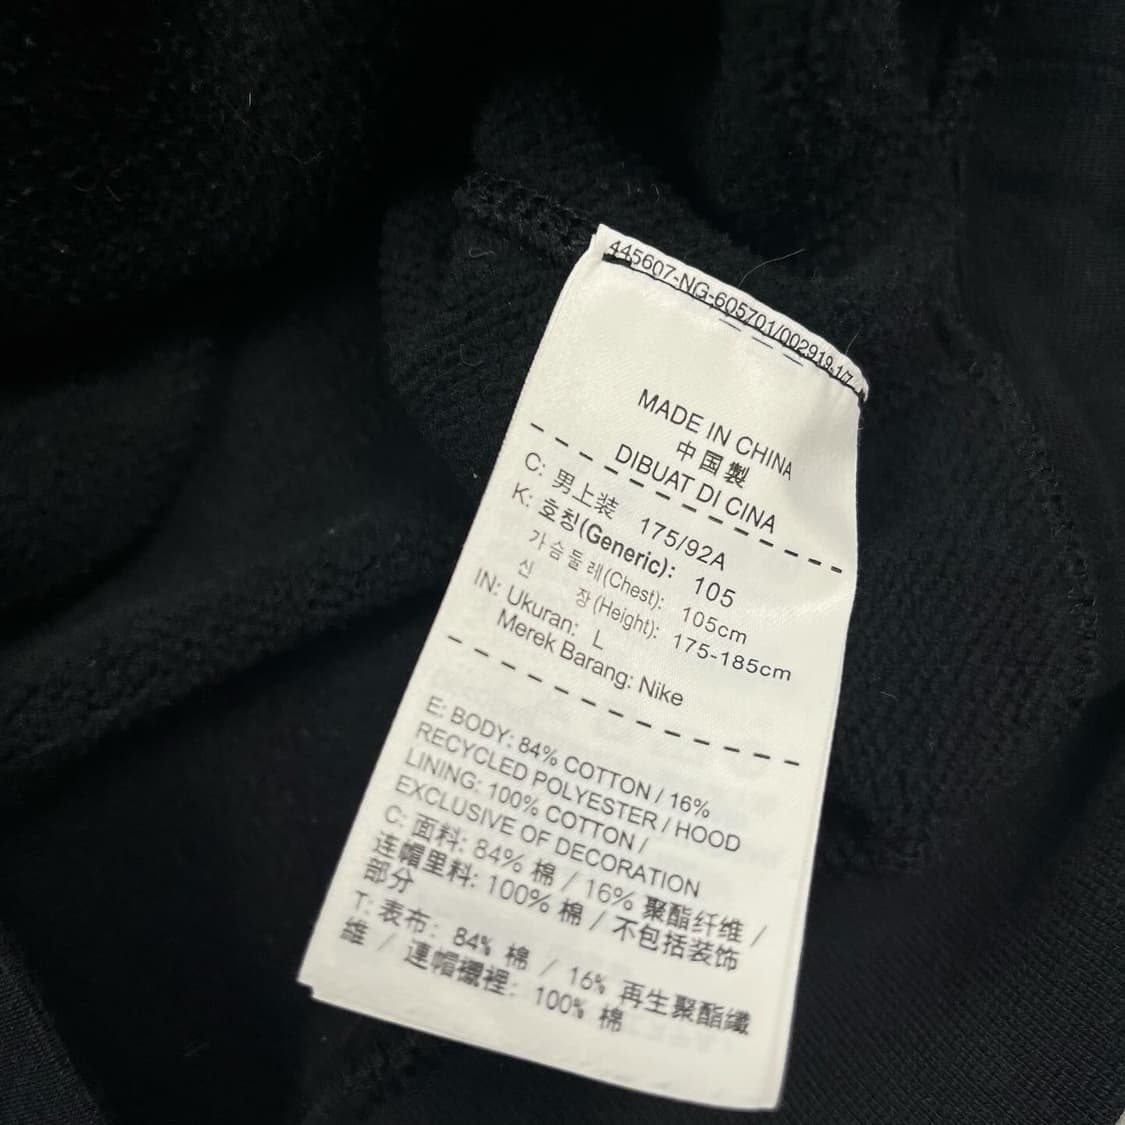 445607-NG-605701/002919-1/7
MADE IN CHINA
中国製
DIBUAT DI CINA
C: 男上装 175/92A
K: 호칭(Generic): 105
가슴둘레(Chest): 105cm
신 장(Height): 175-185cm
IN: Ukuran: L
Merek Barang: Nike
E: BODY: 84% COTTON / 16%
RECYCLED POLYESTER / HOOD
LINING: 100% COTTON /
EXCLUSIVE OF DECORATION
C: 面料: 84% 棉 / 16% 聚酯纤维 /
连帽里料: 100% 棉 / 不包括装饰
部分
T: 表布: 84% 棉 / 16% 再生聚酯纖
維 / 連帽襯裡: 100% 棉